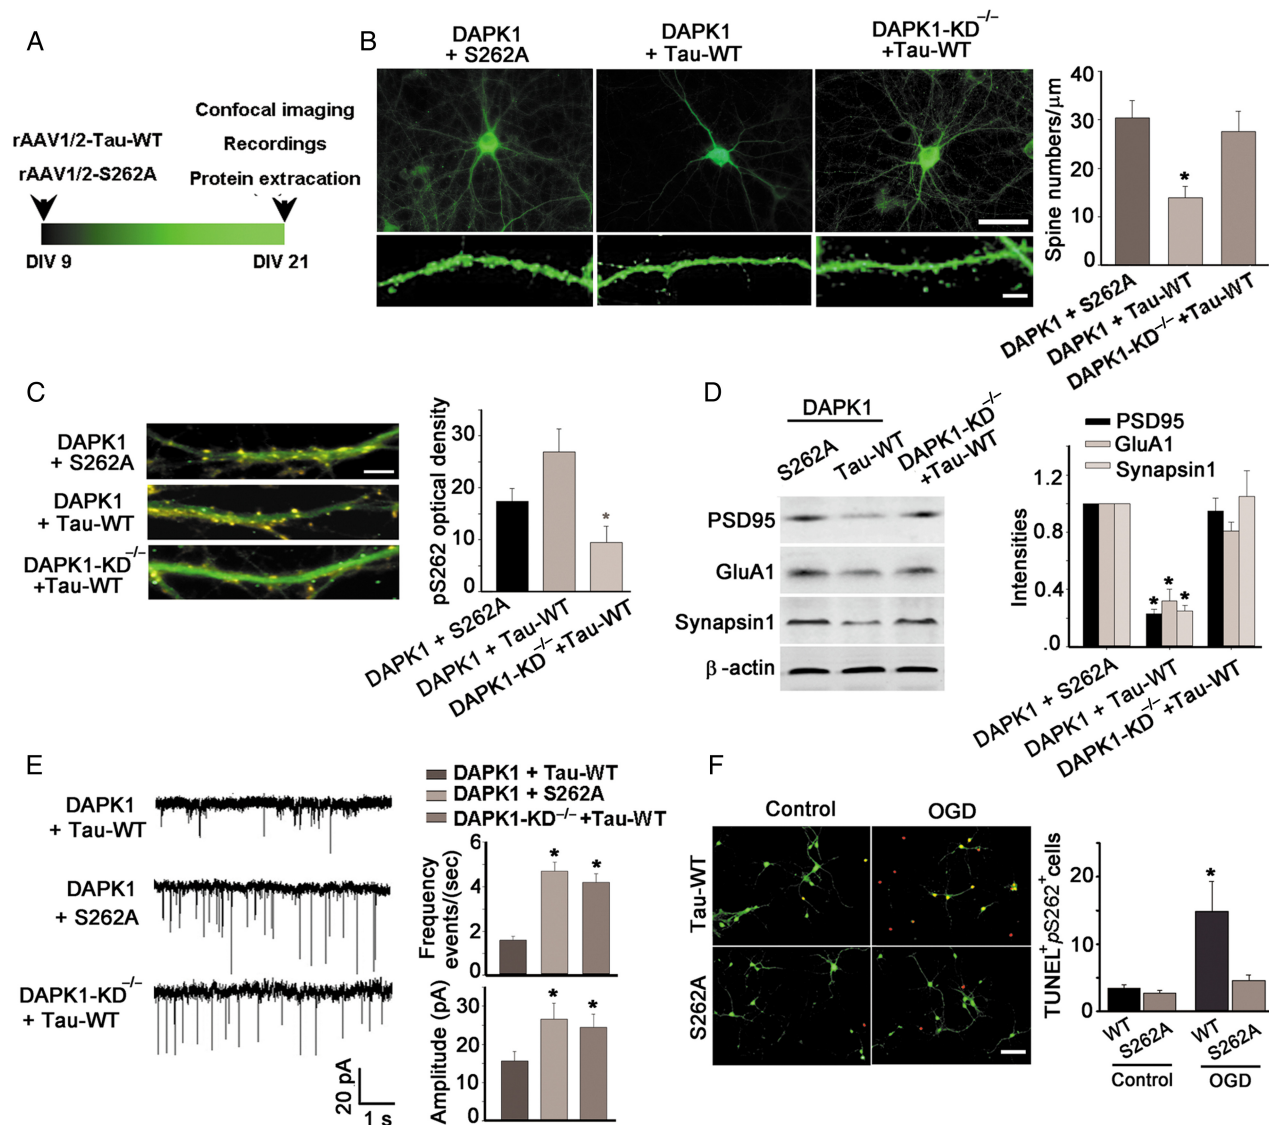 A
rAAV1/2-Tau-WT
rAAV1/2-S262A
Confocal imaging
Recordings
Protein extracation
DIV 9
DIV 21
B
DAPK1
+ S262A
DAPK1
+ Tau-WT
DAPK1-KD−/−
+Tau-WT
Spine numbers/μm
40
30
20
10
0
*
DAPK1 + S262A
DAPK1 + Tau-WT
DAPK1-KD−/− +Tau-WT
C
DAPK1
+ S262A
DAPK1
+ Tau-WT
DAPK1-KD−/−
+Tau-WT
pS262 optical density
30
20
10
0
*
DAPK1 + S262A
DAPK1 + Tau-WT
DAPK1-KD−/− +Tau-WT
D
DAPK1
S262A
Tau-WT
DAPK1-KD−/−
+Tau-WT
PSD95
GluA1
Synapsin1
β -actin
PSD95
GluA1
Synapsin1
Intensities
1.2
0.8
0.4
.0
* * *
DAPK1 + S262A
DAPK1 + Tau-WT
DAPK1-KD−/− +Tau-WT
E
DAPK1
+ Tau-WT
DAPK1
+ S262A
DAPK1-KD−/−
+ Tau-WT
20 pA
1 s
DAPK1 + Tau-WT
DAPK1 + S262A
DAPK1-KD−/− +Tau-WT
Frequency
events/(sec)
6
4
2
0
* *
Amplitude (pA)
30
20
10
0
* *
F
Control
OGD
Tau-WT
S262A
TUNEL+pS262+cells
20
10
0
*
WT
S262A
WT
S262A
Control
OGD